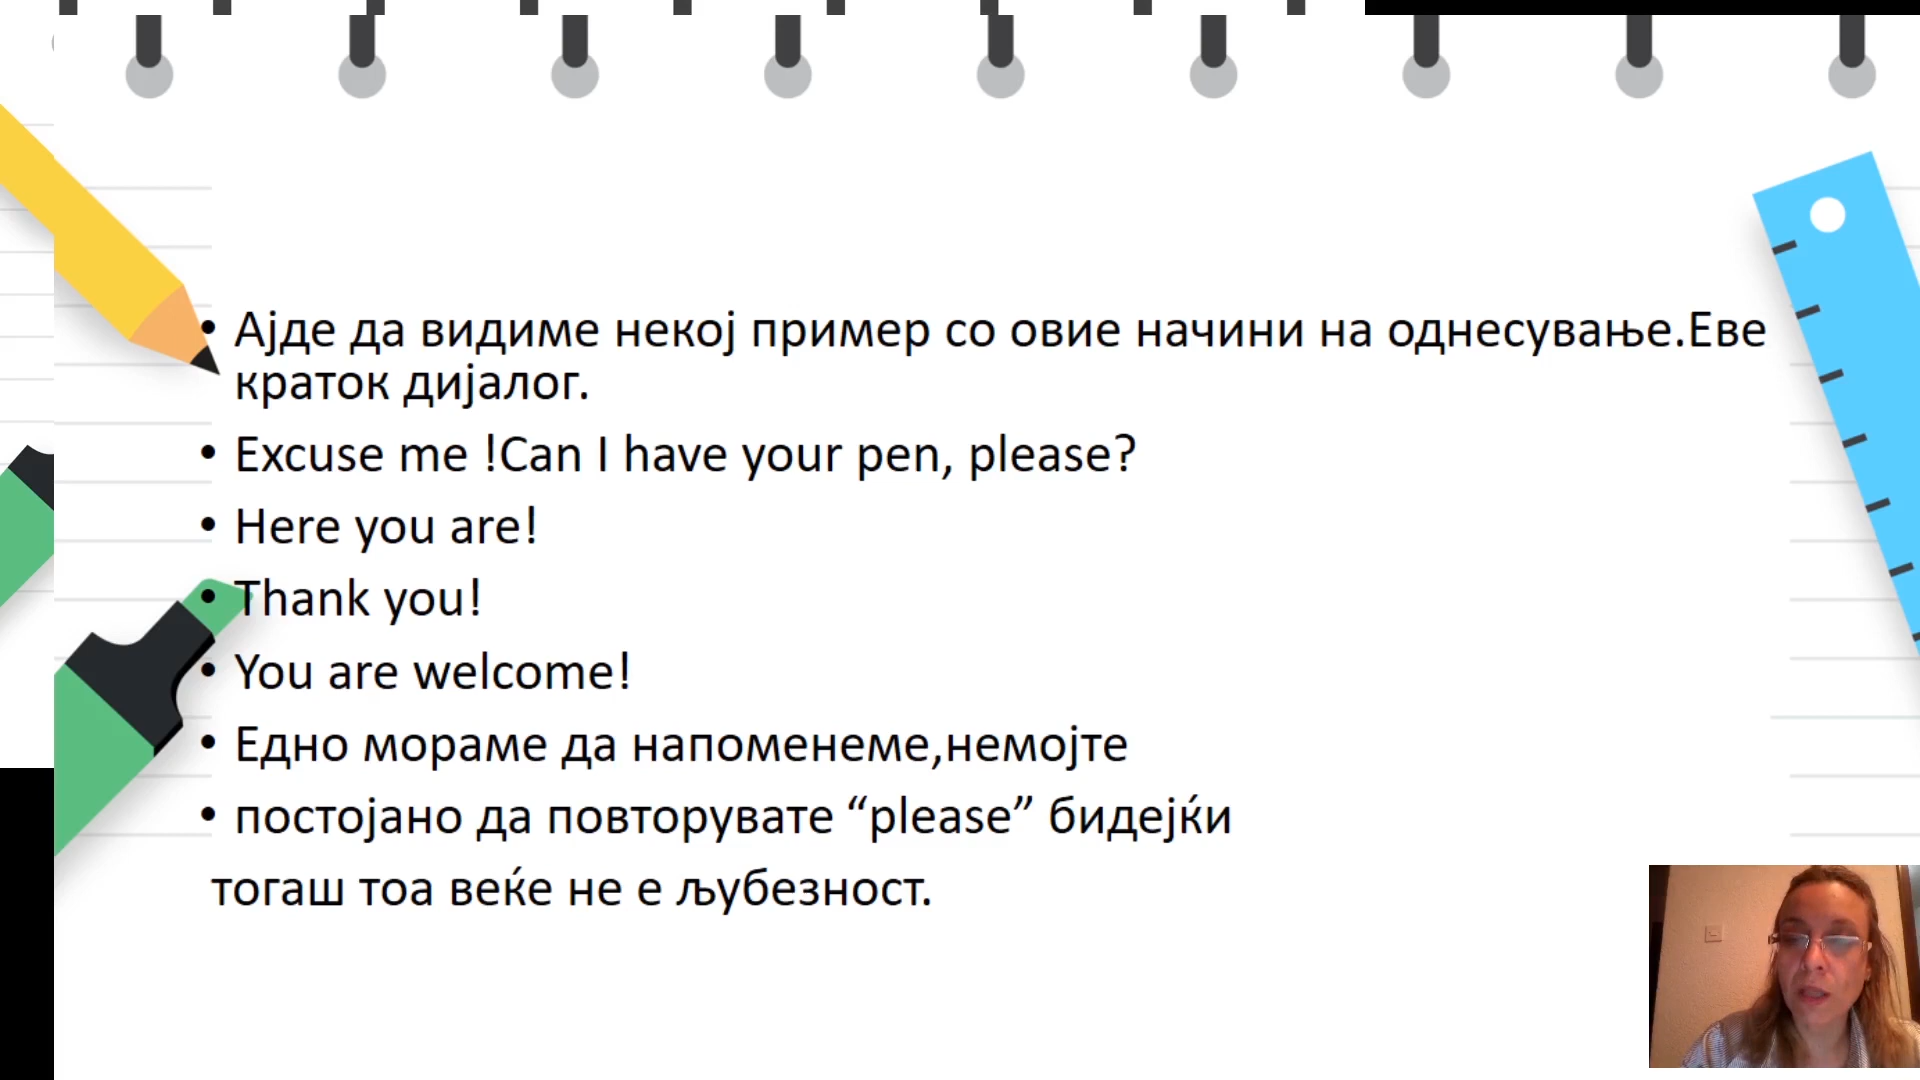 • Ајде да видиме некој пример со овие начини на однесување.Еве
краток дијалог.
• Excuse me !Can I have your pen, please?
• Here you are!
• Thank you!
• You are welcome!
• Едно мораме да напоменеме,немојте
• постојано да повторувате “please” бидејќи
тогаш тоа веќе не е љубезност.